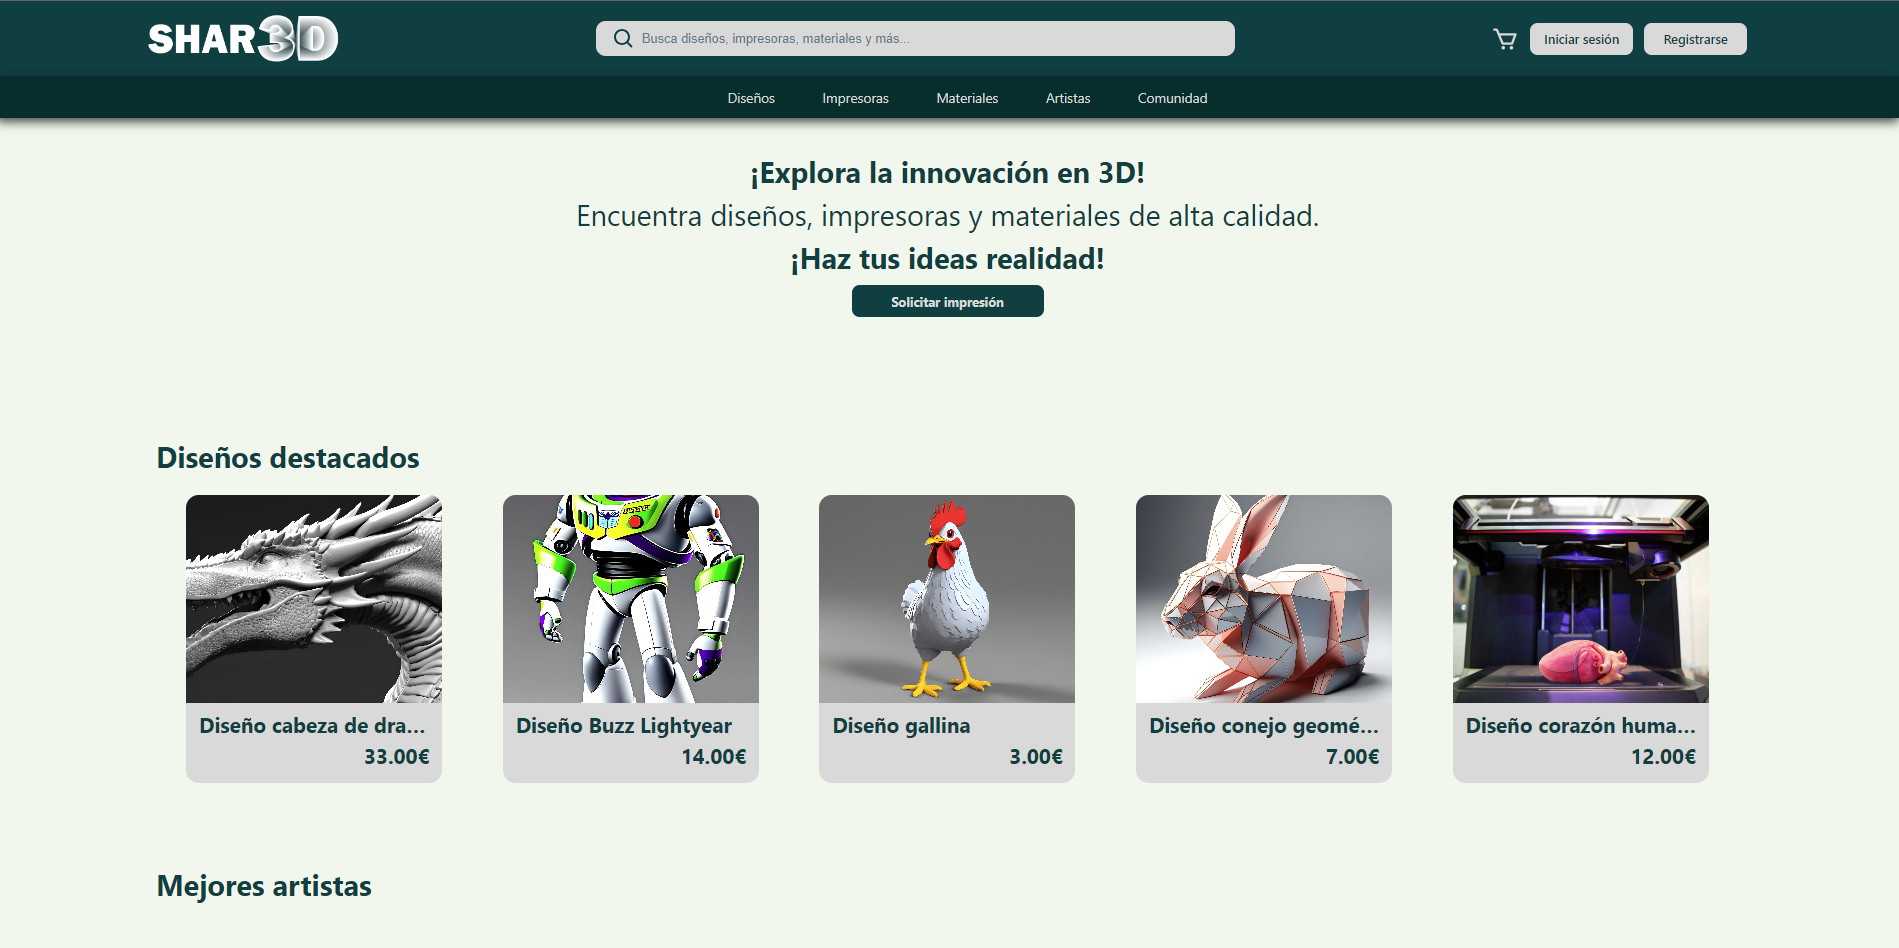 SHAR3D
Busca diseños, impresoras, materiales y más...
Iniciar sesión
Registrarse
Diseños
Impresoras
Materiales
Artistas
Comunidad
¡Explora la innovación en 3D!
Encuentra diseños, impresoras y materiales de alta calidad.
¡Haz tus ideas realidad!
Solicitar impresión
Diseños destacados
Diseño cabeza de dra...
33.00€
Diseño Buzz Lightyear
14.00€
Diseño gallina
3.00€
Diseño conejo geomé...
7.00€
Diseño corazón huma...
12.00€
Mejores artistas